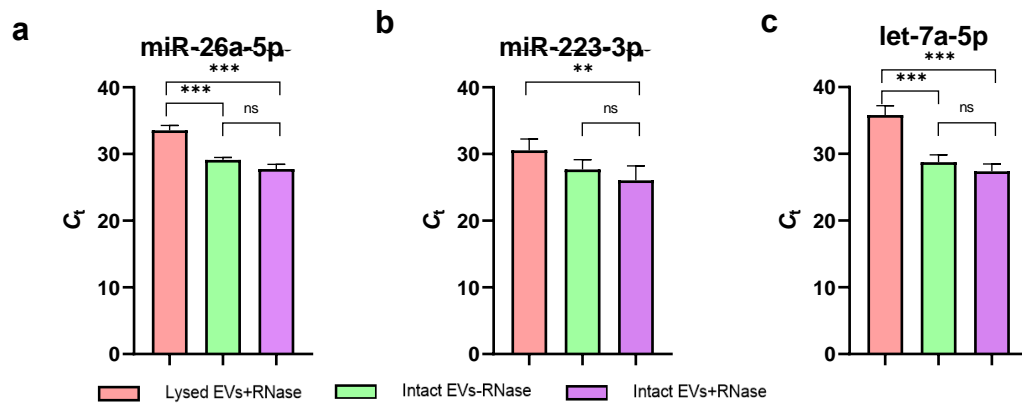 a
miR-26a-5p
***
***
ns
40
30
20
10
0
Ct
b
miR-223-3p
**
ns
40
30
20
10
0
Ct
c
let-7a-5p
***
***
ns
40
30
20
10
0
Ct
Lysed EVs+RNase
Intact EVs-RNase
Intact EVs+RNase